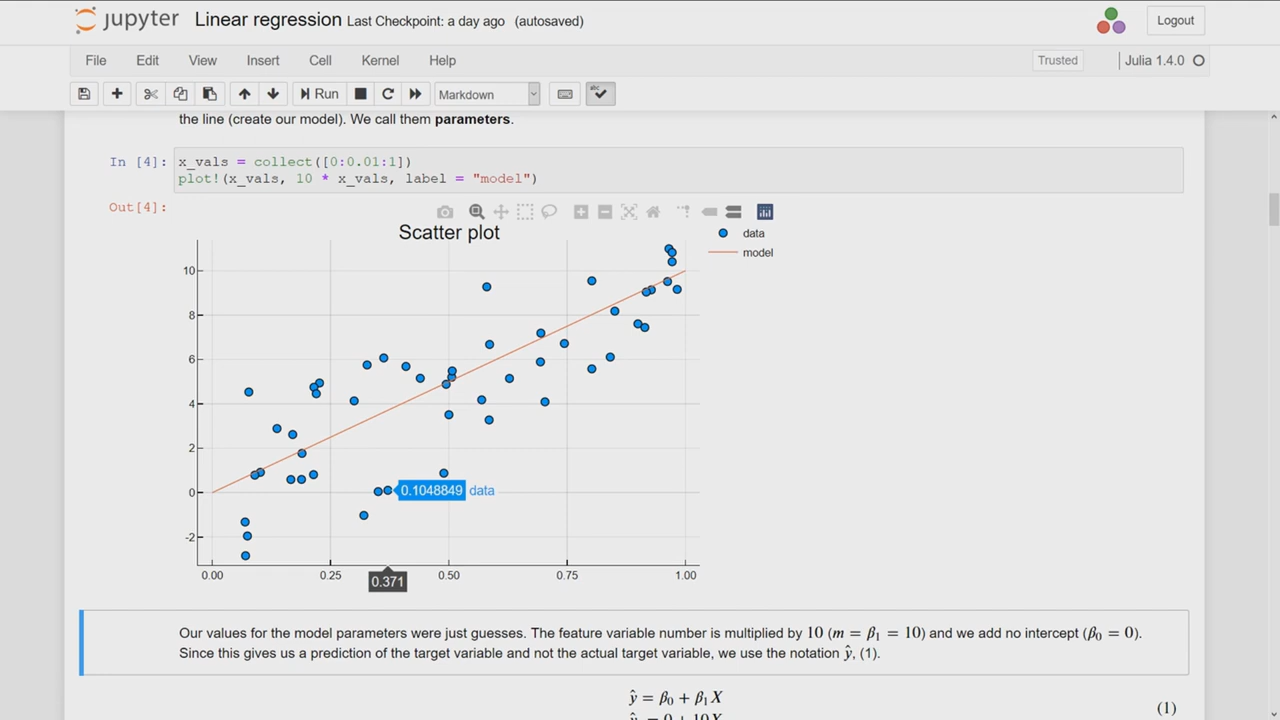 jupyter Linear regression Last Checkpoint: a day ago (autosaved) Logout
File Edit View Insert Cell Kernel Help Trusted Julia 1.4.0
Run Markdown
the line (create our model). We call them parameters.
In [4]: x_vals = collect([0:0.01:1])
plot!(x_vals, 10 * x_vals, label = "model")
Out[4]:
Scatter plot
data
model
10
8
6
4
2
0
-2
0.1048849 data
0.00 0.25 0.50 0.75 1.00
0.371
Our values for the model parameters were just guesses. The feature variable number is multiplied by 10 (m = β₁ = 10) and we add no intercept (β₀ = 0).
Since this gives us a prediction of the target variable and not the actual target variable, we use the notation ŷ, (1).
ŷ = β₀ + β₁X
(1)
ŷ = 0 + 10X